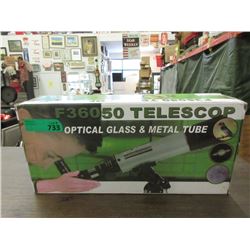 F36050 TELESCOP
OPTICAL GLASS & METAL TUBE
733